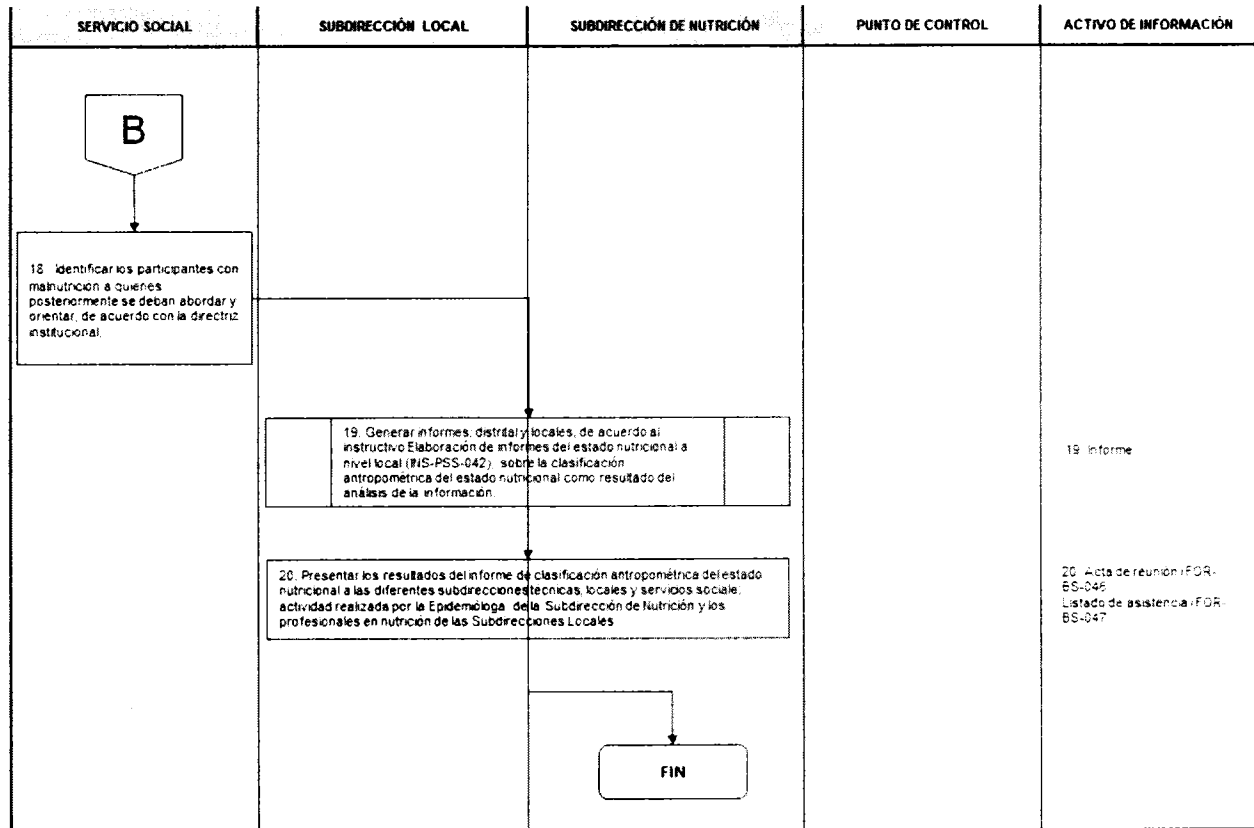 SERVICIO SOCIAL
SUBDIRECCIÓN LOCAL
SUBDIRECCIÓN DE NUTRICIÓN
PUNTO DE CONTROL
ACTIVO DE INFORMACIÓN
B
18. Identificar los participantes con
malnutrición a quienes
posteriormente se deban abordar y
orientar, de acuerdo con la directriz
institucional.
19. Generar informes, distrital y locales, de acuerdo al
instructivo Elaboración de informes del estado nutricional a
nivel local (INS-PSS-042), sobre la clasificación
antropométrica del estado nutricional como resultado del
análisis de la información.
19. Informe
20. Presentar los resultados del informe de clasificación antropométrica del estado
nutricional a las diferentes subdirecciones técnicas, locales y servicios sociale;
actividad realizada por la Epidemióloga de la Subdirección de Nutrición y los
profesionales en nutrición de las Subdirecciones Locales
20. Acta de reunión (FOR-
BS-046
Listado de asistencia (FOR-
BS-047
FIN